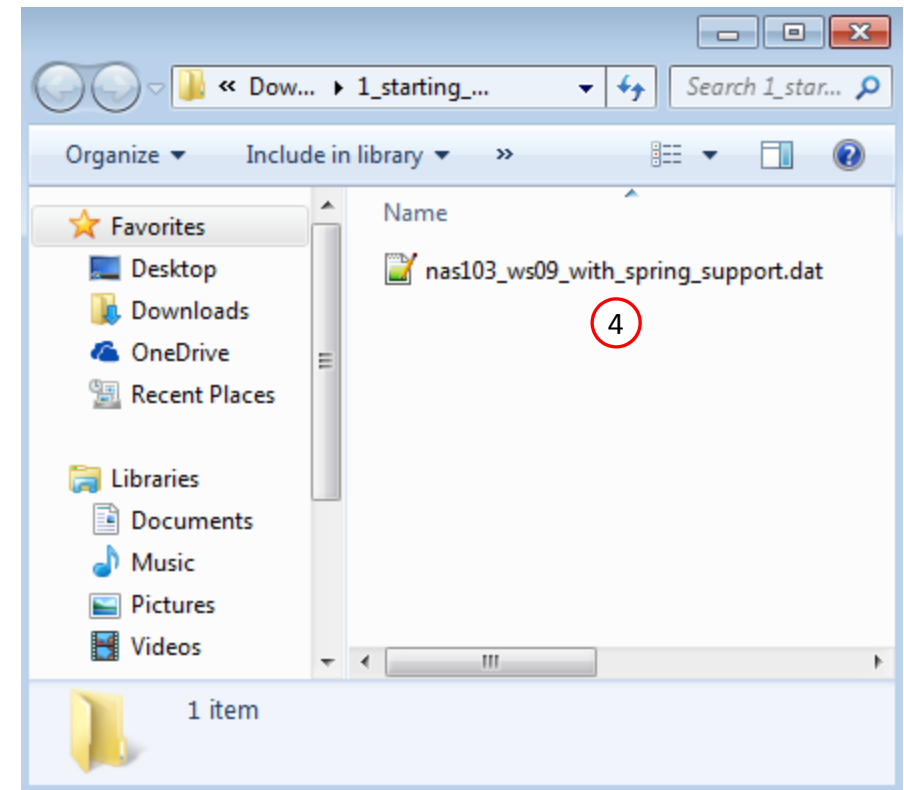 « Dow... 1_starting_... Search 1_star...
Organize Include in library »
Favorites
Desktop
Downloads
OneDrive
Recent Places
Libraries
Documents
Music
Pictures
Videos
Name
nas103_ws09_with_spring_support.dat
4
1 item